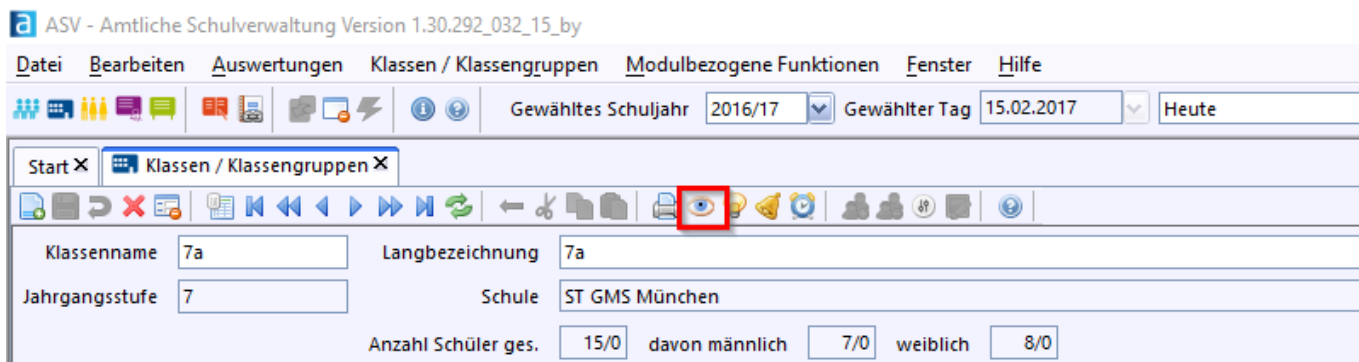 ASV - Amtliche Schulverwaltung Version 1.30.292_032_15_by
Datei Bearbeiten Auswertungen Klassen / Klassengruppen Modulbezogene Funktionen Fenster Hilfe
Gewähltes Schuljahr 2016/17 Gewählter Tag 15.02.2017 Heute
Start Klassen / Klassengruppen
Klassenname 7a Langbezeichnung 7a
Jahrgangsstufe 7 Schule ST GMS München
Anzahl Schüler ges. 15/0 davon männlich 7/0 weiblich 8/0